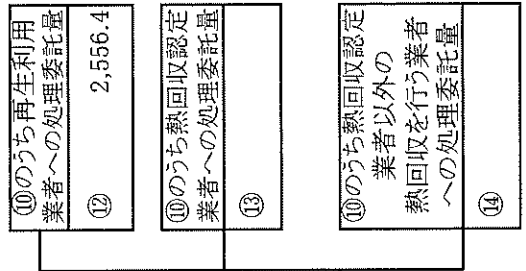 ⑩のうち再生利用
業者への処理委託量
⑫ 2,556.4
⑩のうち熱回収認定
業者への処理委託量
⑬
⑩のうち熱回収認定
業者以外の
熱回収を行う業者
への処理委託量
⑭